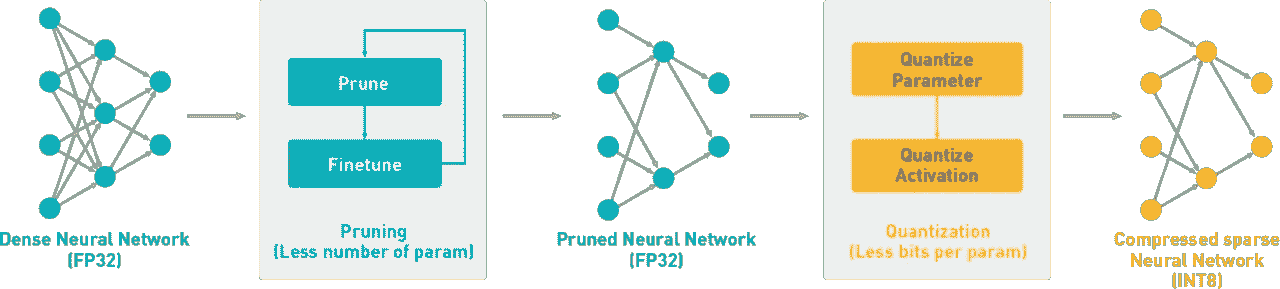 Dense Neural Network
(FP32)
Prune
Finetune
Pruning
(Less number of param)
Pruned Neural Network
(FP32)
Quantize
Parameter
Quantize
Activation
Quantization
(Less bits per param)
Compressed sparse
Neural Network
(INT8)